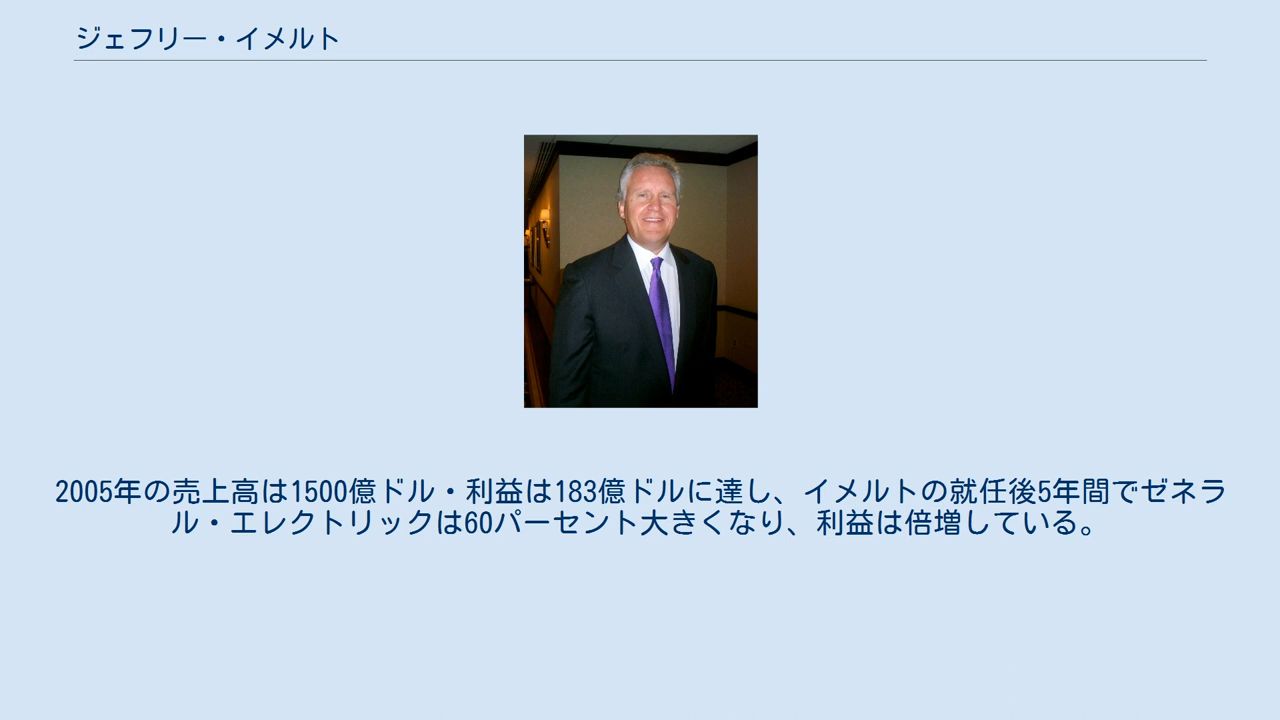 ジェフリー・イメルト
2005年の売上高は1500億ドル・利益は183億ドルに達し、イメルトの就任後5年間でゼネラ
ル・エレクトリックは60パーセント大きくなり、利益は倍増している。